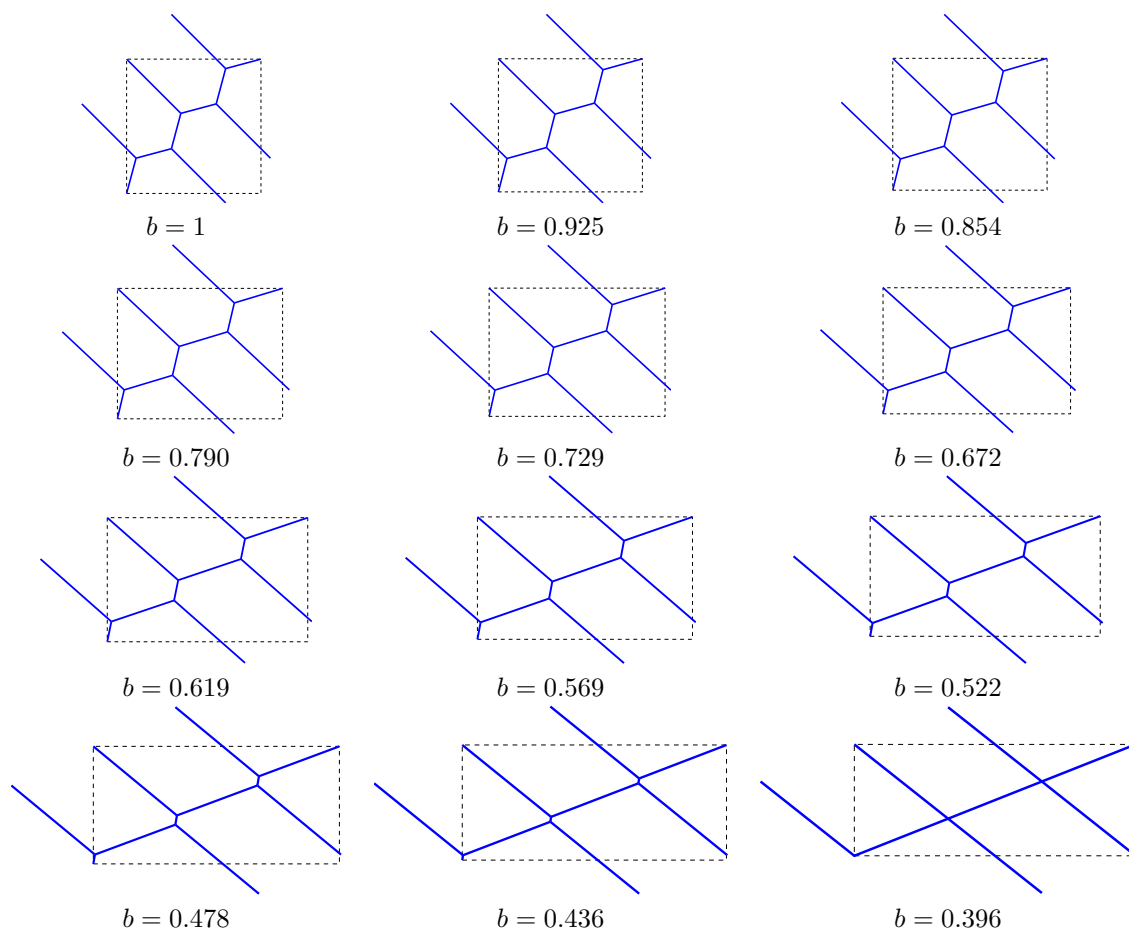 b = 1
b = 0.925
b = 0.854
b = 0.790
b = 0.729
b = 0.672
b = 0.619
b = 0.569
b = 0.522
b = 0.478
b = 0.436
b = 0.396